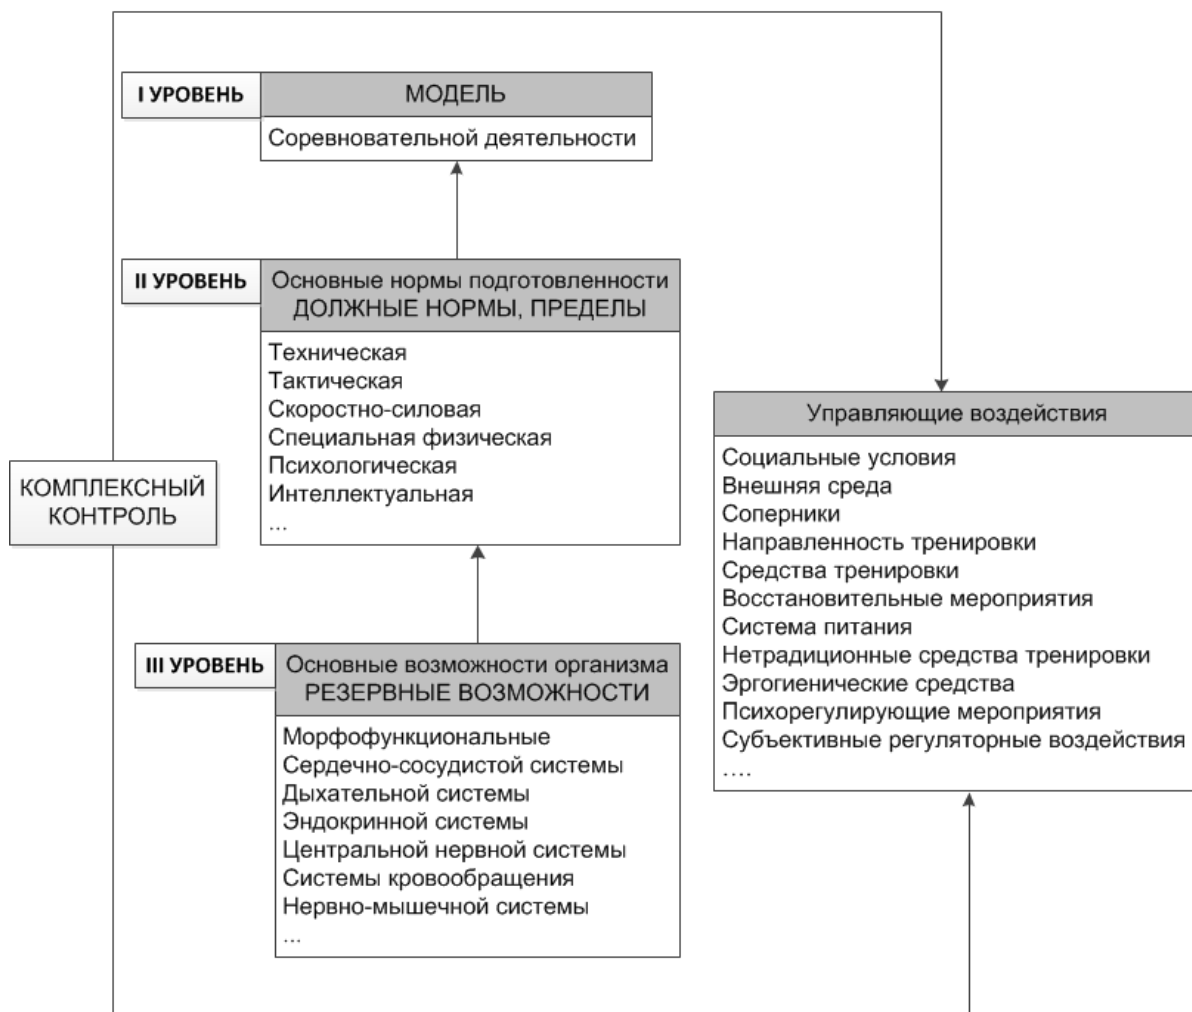 I УРОВЕНЬ
МОДЕЛЬ
Соревновательной деятельности
II УРОВЕНЬ
Основные нормы подготовленности
ДОЛЖНЫЕ НОРМЫ, ПРЕДЕЛЫ
Техническая
Тактическая
Скоростно-силовая
Специальная физическая
Психологическая
Интеллектуальная
...
КОМПЛЕКСНЫЙ
КОНТРОЛЬ
III УРОВЕНЬ
Основные возможности организма
РЕЗЕРВНЫЕ ВОЗМОЖНОСТИ
Морфофункциональные
Сердечно-сосудистой системы
Дыхательной системы
Эндокринной системы
Центральной нервной системы
Системы кровообращения
Нервно-мышечной системы
...
Управляющие воздействия
Социальные условия
Внешняя среда
Соперники
Направленность тренировки
Средства тренировки
Восстановительные мероприятия
Система питания
Нетрадиционные средства тренировки
Эргогиенические средства
Психорегулирующие мероприятия
Субъективные регуляторные воздействия
....